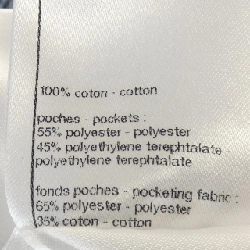 100% coton - cotton
poches - pockets :
55% polyester - polyester
45% polyethylene terephtalate
polyethylene terephtalate
fonds poches - pocketing fabric :
65% polyester - polyester
35% coton - cotton